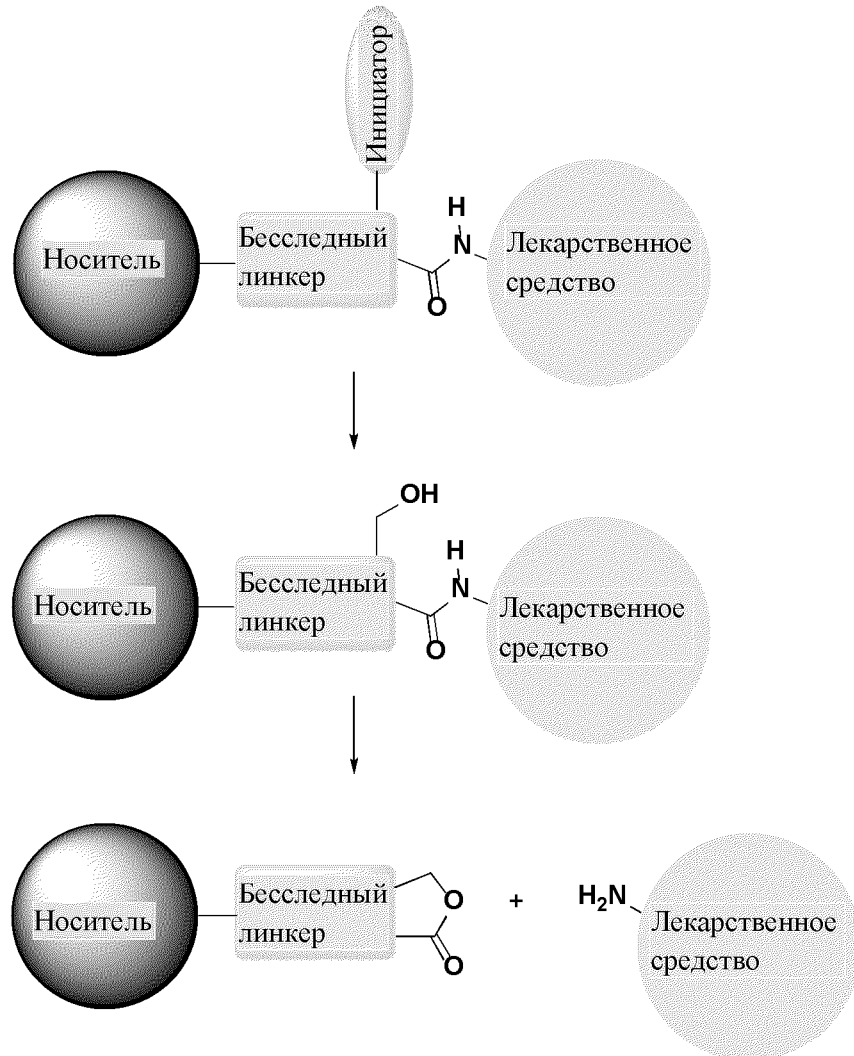 Инициатор
Носитель
Бесследный
линкер
H
N
O
Лекарственное
средство
OH
Носитель
Бесследный
линкер
H
N
O
Лекарственное
средство
Носитель
Бесследный
линкер
O
O
+
H₂N
Лекарственное
средство